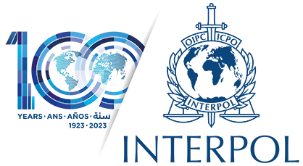 100
YEARS · ANS · AÑOS · سنة
1923 · 2023
OIPC ICPO
INTERPOL
INTERPOL